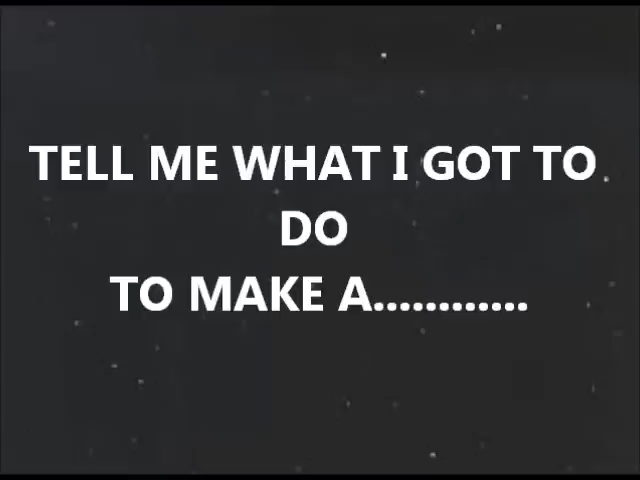 TELL ME WHAT I GOT TO
DO
TO MAKE A............